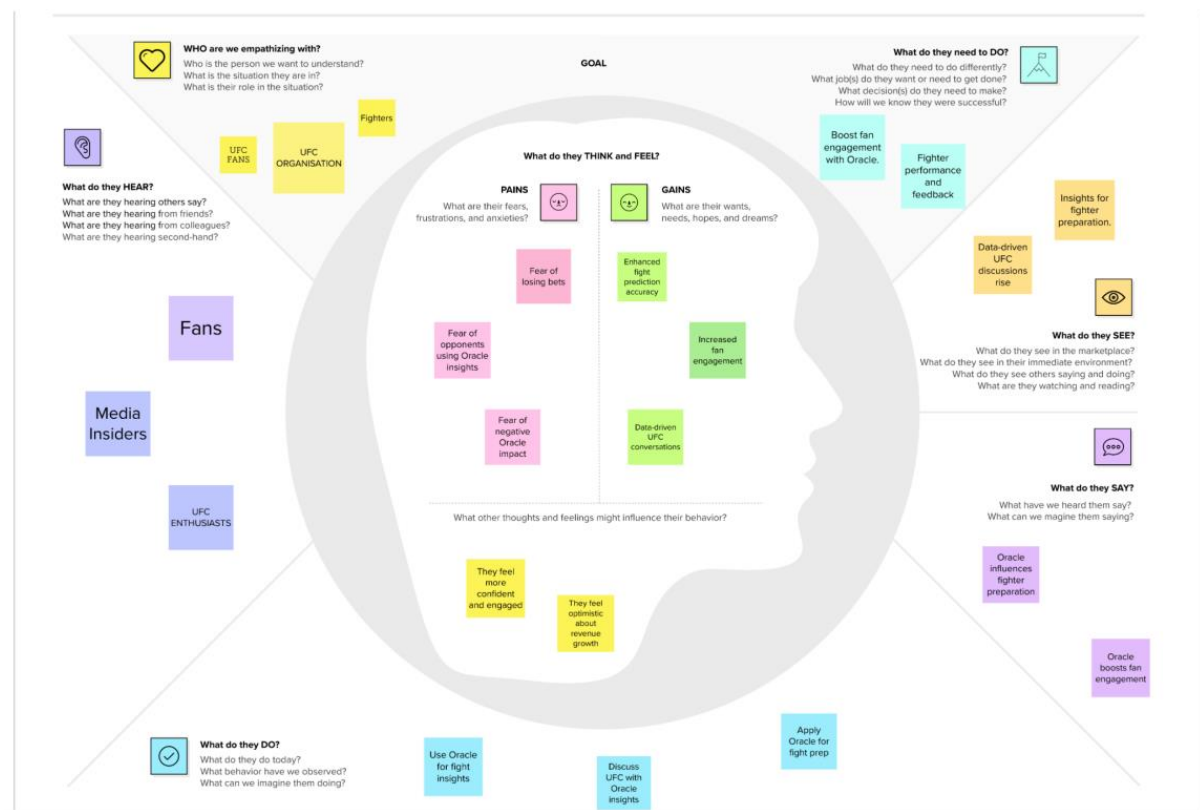 WHO are we empathizing with?
Who is the person we want to understand?
What is the situation they are in?
What is their role in the situation?
UFC
FANS
UFC
ORGANISATION
Fighters
GOAL
What do they need to DO?
What do they need to do differently?
What job(s) do they want or need to get done?
What decision(s) do they need to make?
How will we know they were successful?
Boost fan
engagement
with Oracle.
Fighter
performance
and
feedback
What do they HEAR?
What are they hearing others say?
What are they hearing from friends?
What are they hearing from colleagues?
What are they hearing second-hand?
Fans
Media
Insiders
UFC
ENTHUSIASTS
What do they THINK and FEEL?
PAINS
What are their fears,
frustrations, and anxieties?
Fear of
losing bets
Fear of
opponents
using Oracle
insights
Fear of
negative
Oracle
impact
GAINS
What are their wants,
needs, hopes, and dreams?
Enhanced
fight
prediction
accuracy
Increased
fan
engagement
Data-driven
UFC
conversations
What other thoughts and feelings might influence their behavior?
They feel
more
confident
and engaged
They feel
optimistic
about
revenue
growth
Insights for
fighter
preparation.
Data-driven
UFC
discussions
rise
What do they SEE?
What do they see in the marketplace?
What do they see in their immediate environment?
What do they see others saying and doing?
What are they watching and reading?
What do they SAY?
What have we heard them say?
What can we magine them saying?
Oracle
influences
fighter
preparation
Oracle
boosts fan
engagement
What do they DO?
What do they do today?
What behavior have we observed?
What can we imagine them doing?
Use Oracle
for fight
insights
Discuss
UFC with
Oracle
insights
Apply
Oracle for
fight prep